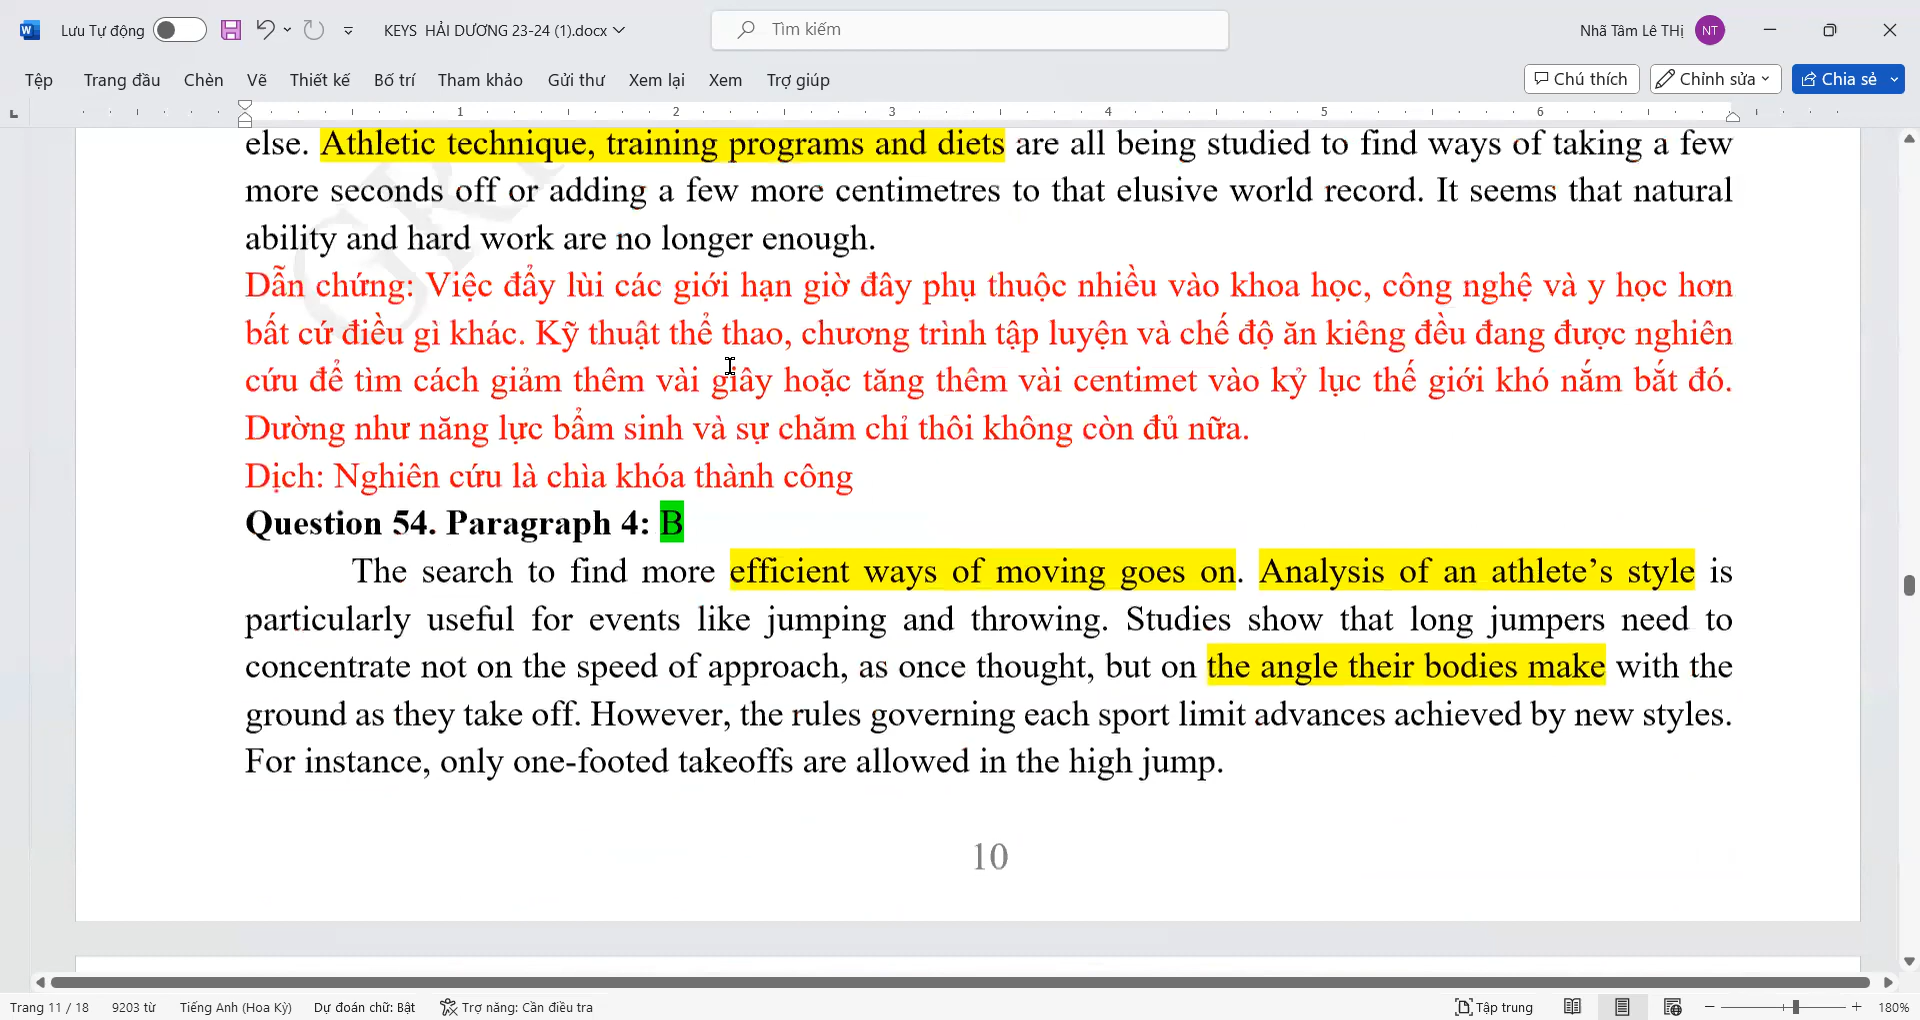 Lưu Tự động
KEYS HẢI DƯƠNG 23-24 (1).docx
Tìm kiếm
Nhã Tâm Lê THị
NT
Tệp Trang đầu Chèn Vẽ Thiết kế Bố trí Tham khảo Gửi thư Xem lại Xem Trợ giúp
Chú thích
Chỉnh sửa
Chia sẻ
1 2 3 4 5 6
else. Athletic technique, training programs and diets are all being studied to find ways of taking a few
more seconds off or adding a few more centimetres to that elusive world record. It seems that natural
ability and hard work are no longer enough.
Dẫn chứng: Việc đẩy lùi các giới hạn giờ đây phụ thuộc nhiều vào khoa học, công nghệ và y học hơn
bất cứ điều gì khác. Kỹ thuật thể thao, chương trình tập luyện và chế độ ăn kiêng đều đang được nghiên
cứu để tìm cách giảm thêm vài giây hoặc tăng thêm vài centimet vào kỷ lục thế giới khó nắm bắt đó.
Dường như năng lực bẩm sinh và sự chăm chỉ thôi không còn đủ nữa.
Dịch: Nghiên cứu là chìa khóa thành công
Question 54. Paragraph 4: B
The search to find more efficient ways of moving goes on. Analysis of an athlete’s style is
particularly useful for events like jumping and throwing. Studies show that long jumpers need to
concentrate not on the speed of approach, as once thought, but on the angle their bodies make with the
ground as they take off. However, the rules governing each sport limit advances achieved by new styles.
For instance, only one-footed takeoffs are allowed in the high jump.
10
Trang 11 / 18 9203 từ Tiếng Anh (Hoa Kỳ) Dự đoán chữ: Bật Trợ năng: Cần điều tra
Tập trung
180%